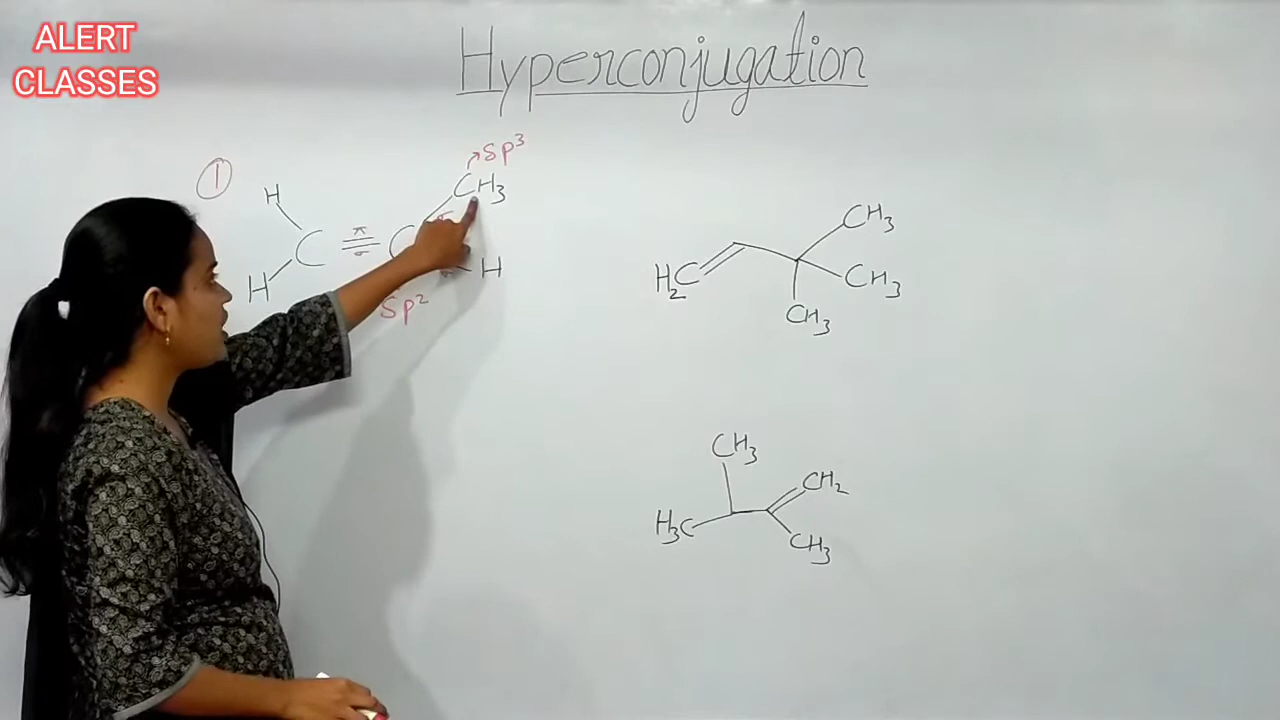 ALERT
CLASSES
Hyperconjugation
①
sp³
H
CH₃
π
C
C
σ
H
H
sp²
CH₃
H₂C
CH₃
CH₃
CH₃
CH₂
H₃C
CH₃